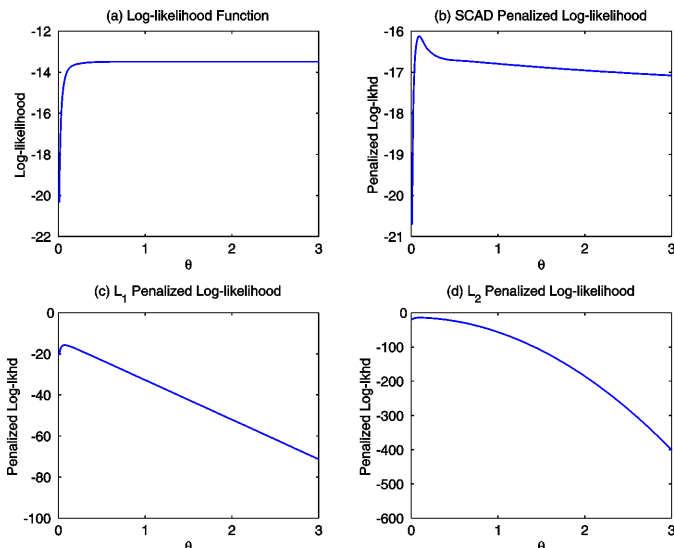 (a) Log-likelihood Function
-12
-14
-16
-18
-20
-22
Log-likelihood
0 1 2 3
θ
(b) SCAD Penalized Log-likelihood
-16
-17
-18
-19
-20
-21
Penalized Log-lkhd
0 1 2 3
θ
(c) L1 Penalized Log-likelihood
0
-20
-40
-60
-80
-100
Penalized Log-lkhd
0 1 2 3
θ
(d) L2 Penalized Log-likelihood
0
-100
-200
-300
-400
-500
-600
Penalized Log-lkhd
0 1 2 3
θ